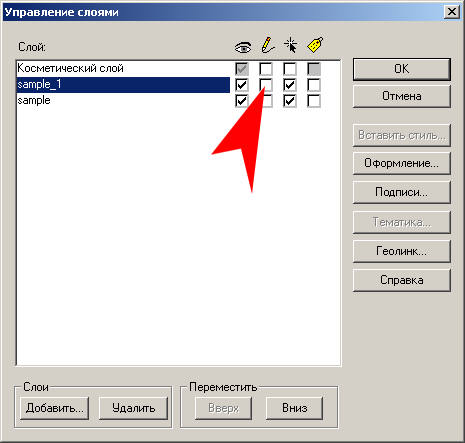 Управление слоями
Слой:
Косметический слой
sample_1
sample
OK
Отмена
Вставить стиль...
Оформление...
Подписи...
Тематика...
Геолинк...
Справка
Слои
Добавить...
Удалить
Переместить
Вверх
Вниз